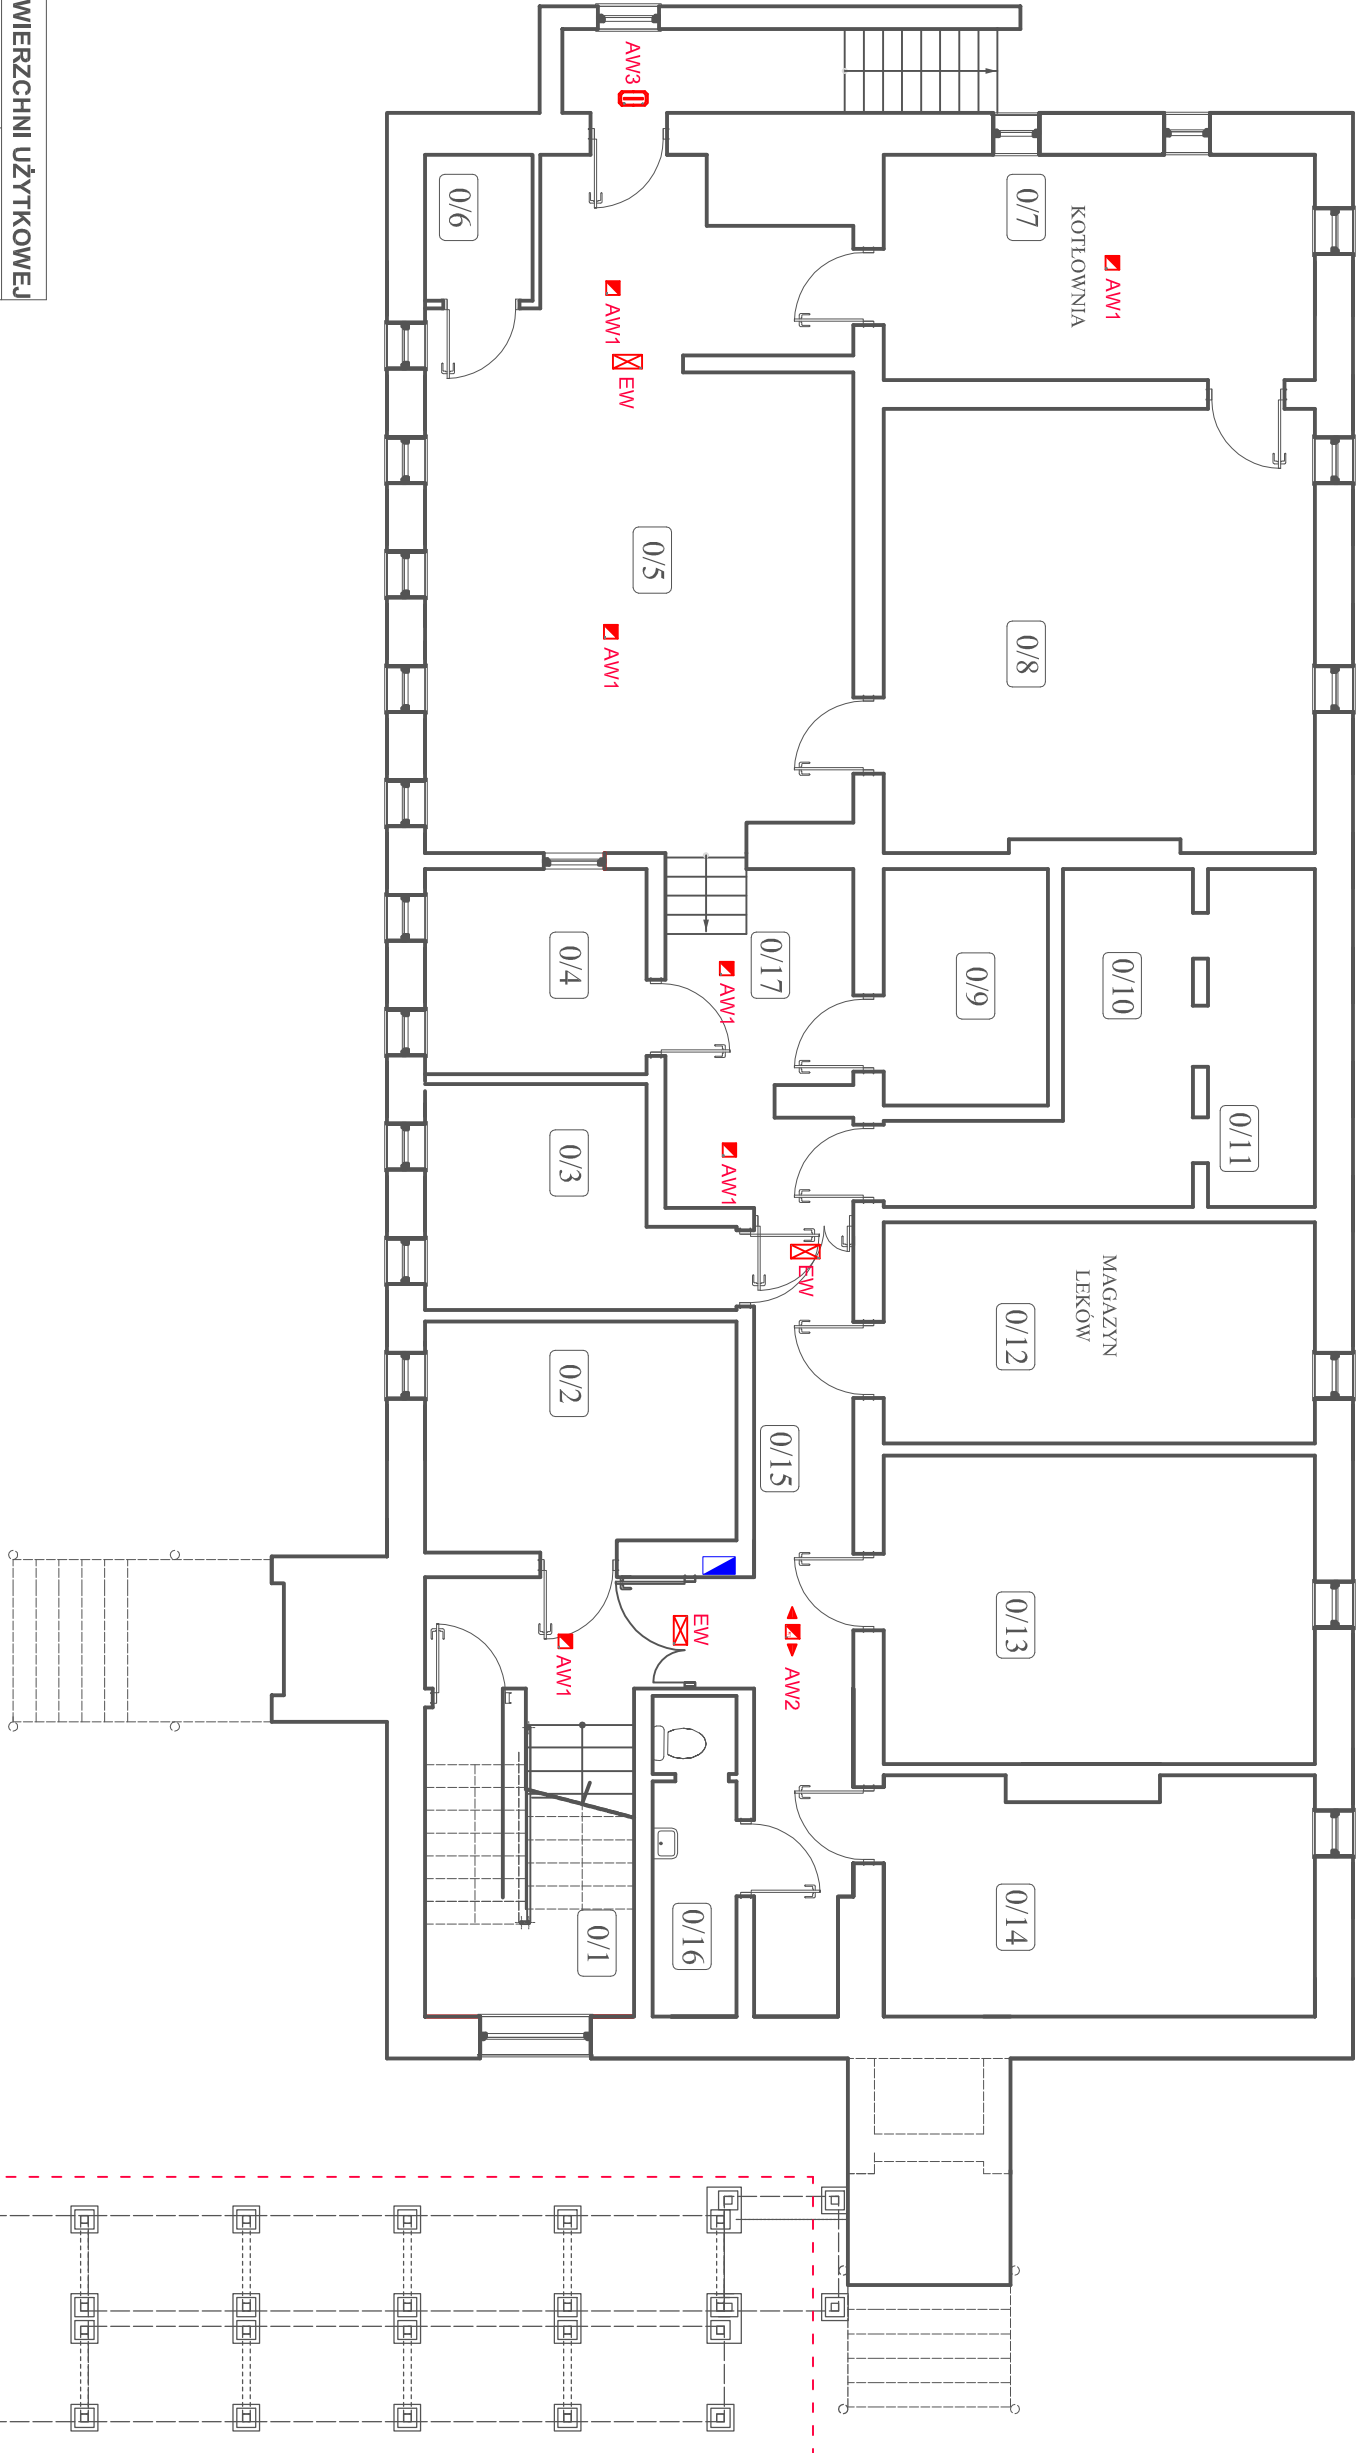 WIERZCHNI UŻYTKOWEJ
AW3
0/6
0/7
KOTŁOWNIA
AW1
AW1
EW
0/5
0/8
AW1
0/4
0/17
AW1
0/9
0/10
0/11
0/3
AW1
EW
MAGAZYN
LEKÓW
0/12
0/2
0/15
EW
AW1
AW2
0/13
0/16
0/1
0/14